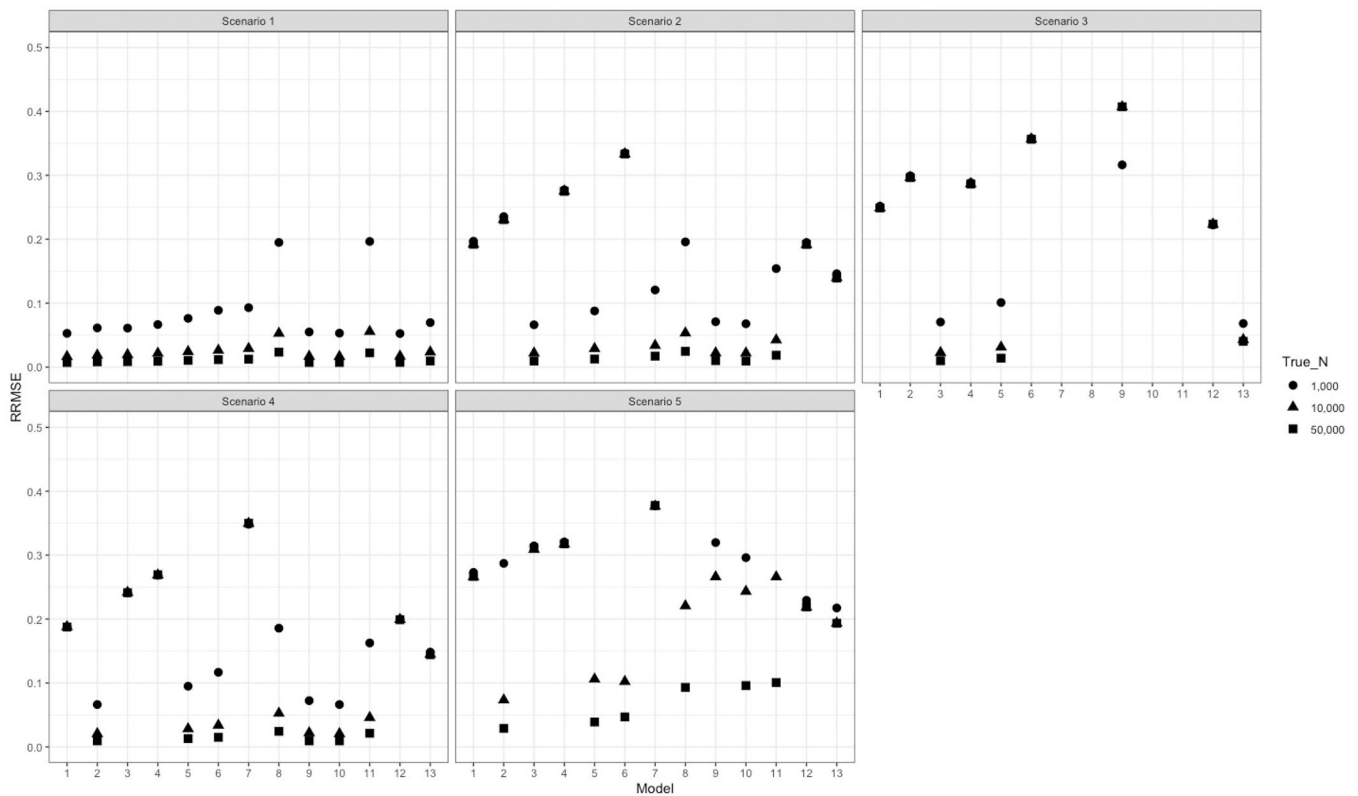 Scenario 1
Scenario 2
Scenario 3
0.5
0.4
0.3
0.2
0.1
0.0
1 2 3 4 5 6 7 8 9 10 11 12 13
RRMSE
True_N
1,000
10,000
50,000
Scenario 4
Scenario 5
0.5
0.4
0.3
0.2
0.1
0.0
1 2 3 4 5 6 7 8 9 10 11 12 13
1 2 3 4 5 6 7 8 9 10 11 12 13
Model